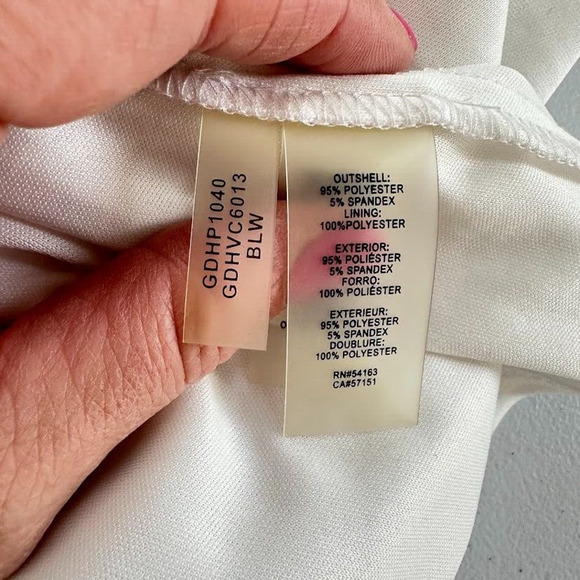 GDHP1040
GDHVC6013
BLW
OUTSHELL:
95% POLYESTER
5% SPANDEX
LINING:
100%POLYESTER
EXTERIOR:
95% POLIÉSTER
5% SPANDEX
FORRO:
100% POLIÉSTER
EXTERIEUR:
95% POLYESTER
5% SPANDEX
DOUBLURE:
100% POLYESTER
RN#54163
CA#57151